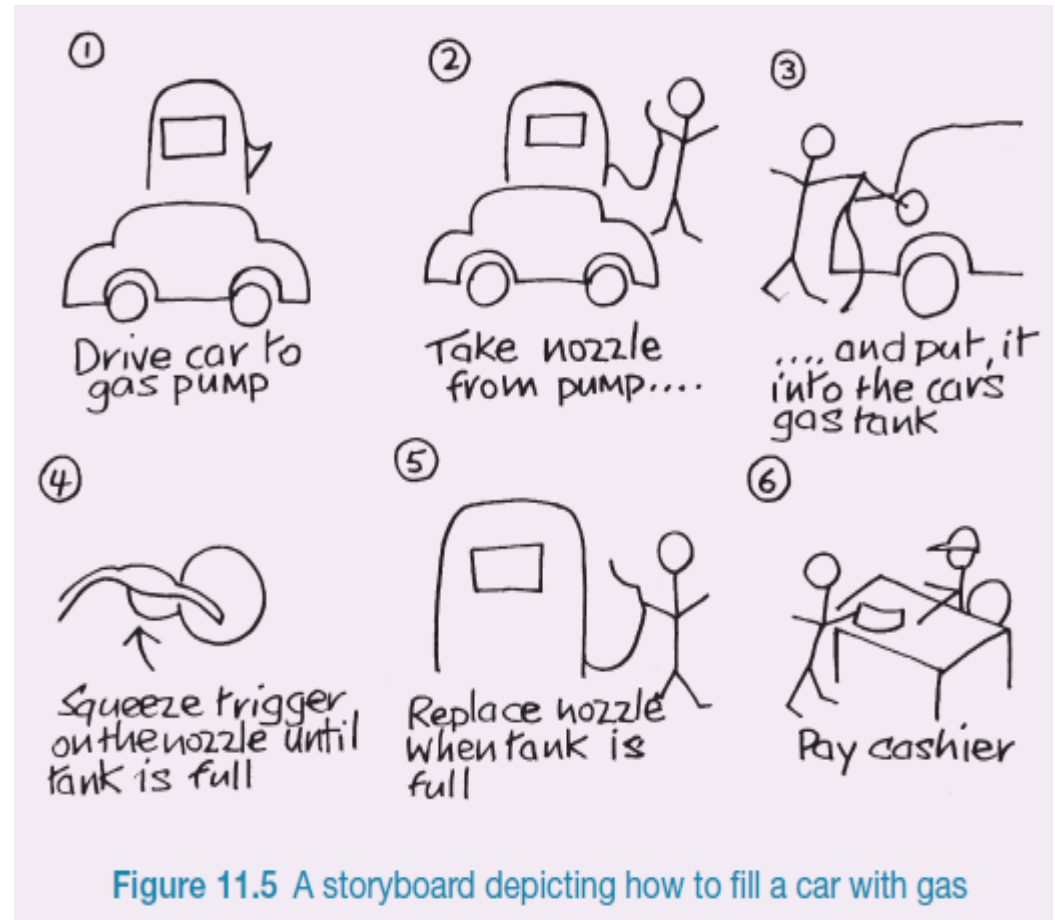 ①
Drive car to
gas pump
②
Take nozzle
from pump....
③
.... and put it
into the car's
gas tank
④
Squeeze trigger
on the nozzle until
tank is full
⑤
Replace nozzle
when tank is
full
⑥
Pay cashier
Figure 11.5 A storyboard depicting how to fill a car with gas